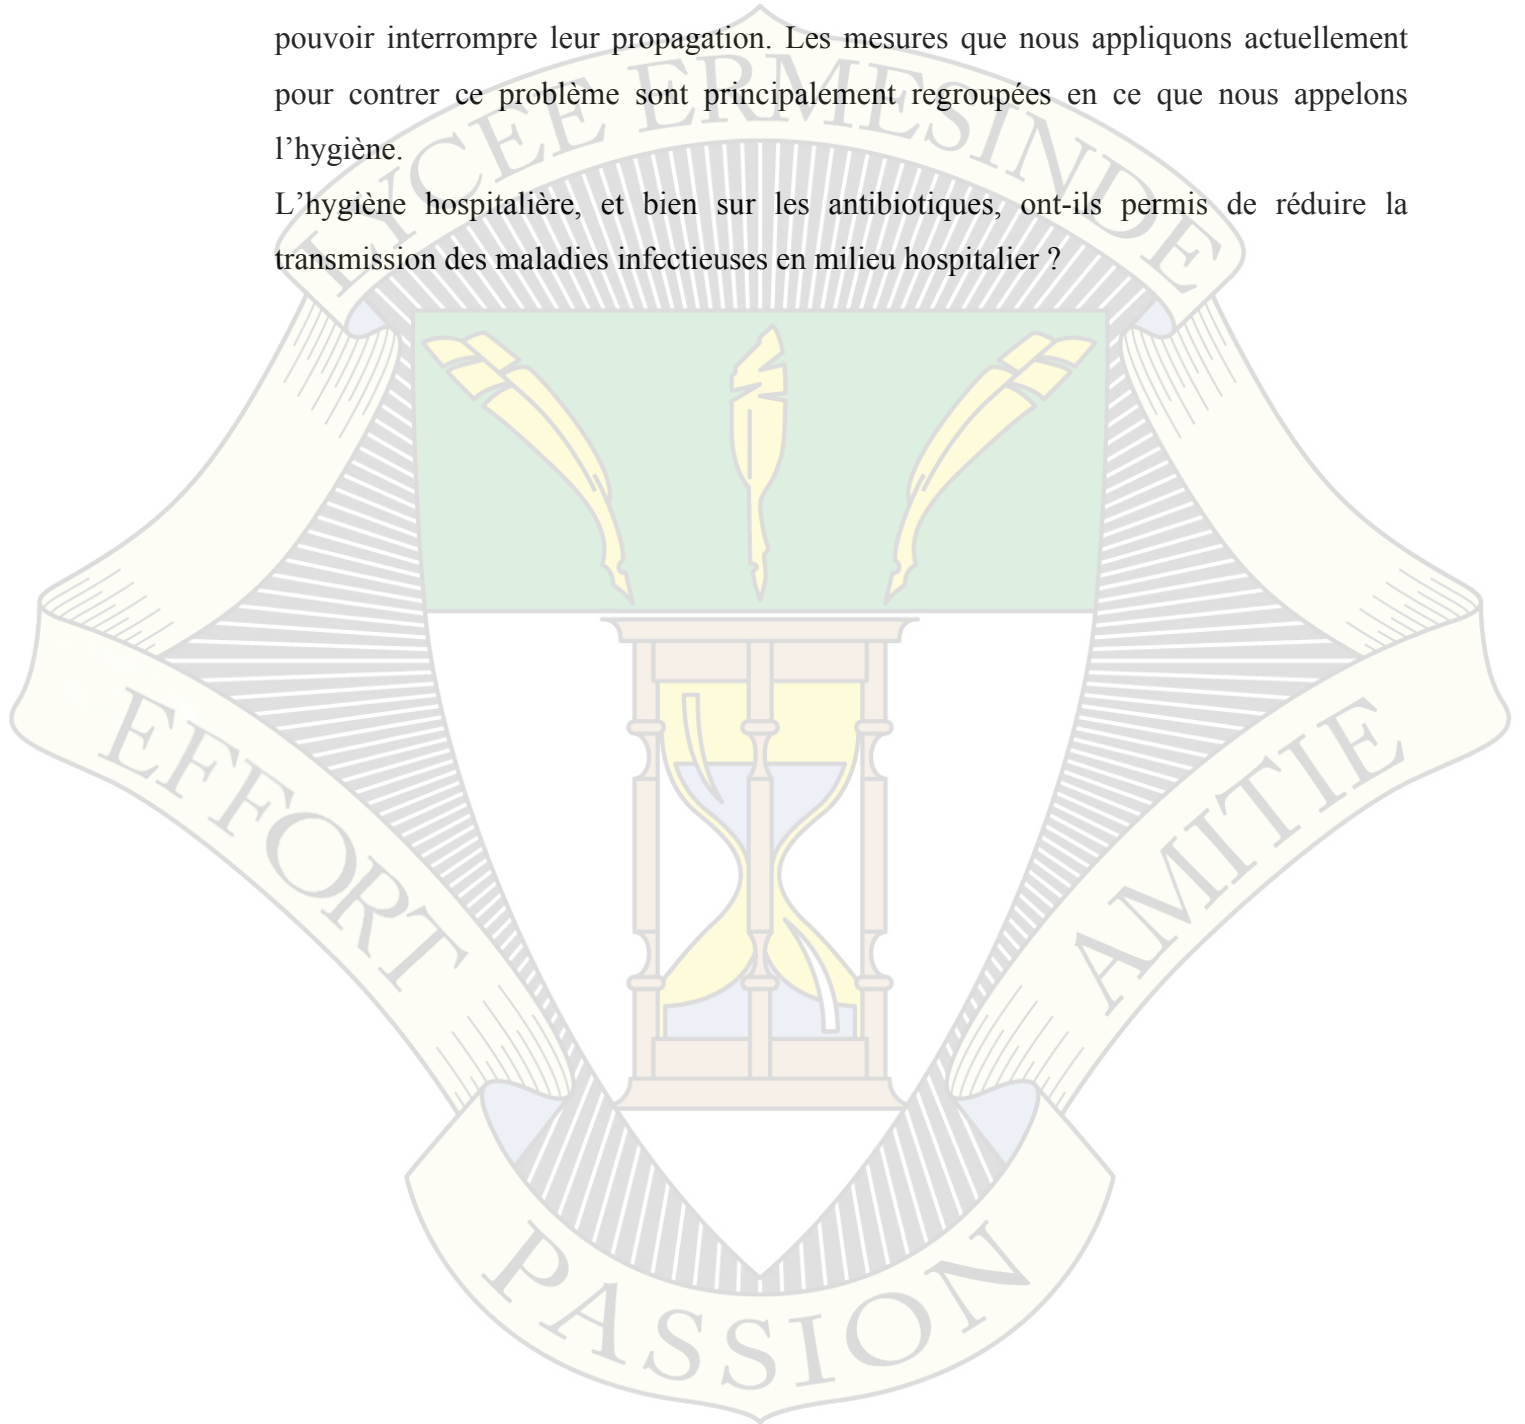 pouvoir interrompre leur propagation. Les mesures que nous appliquons actuellement
pour contrer ce problème sont principalement regroupées en ce que nous appelons
l’hygiène.
L’hygiène hospitalière, et bien sur les antibiotiques, ont-ils permis de réduire la
transmission des maladies infectieuses en milieu hospitalier ?
LYCEE ERMESINDE
EFFORT
AMITIE
PASSION